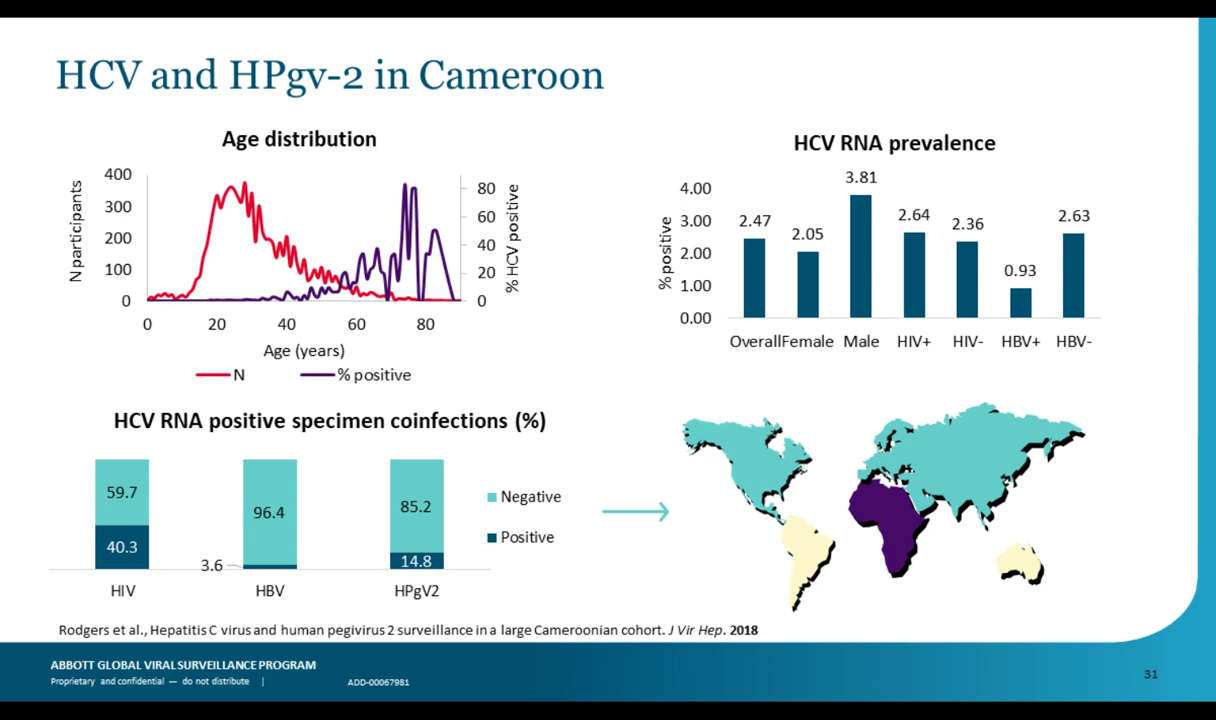 HCV and HPgv-2 in Cameroon
Age distribution
N participants
400
300
200
100
0
80
60
40
20
0
% HCV positive
0 20 40 60 80
Age (years)
N % positive
HCV RNA prevalence
% positive
4.00
3.00
2.00
1.00
0.00
2.47
2.05
3.81
2.64
2.36
0.93
2.63
Overall Female Male HIV+ HIV- HBV+ HBV-
HCV RNA positive specimen coinfections (%)
59.7
40.3
96.4
3.6
85.2
14.8
HIV HBV HPgV2
Negative
Positive
Rodgers et al., Hepatitis C virus and human pegivirus 2 surveillance in a large Cameroonian cohort. J Vir Hep. 2018
ABBOTT GLOBAL VIRAL SURVEILLANCE PROGRAM
Proprietary and confidential — do not distribute | ADD-00067981
31